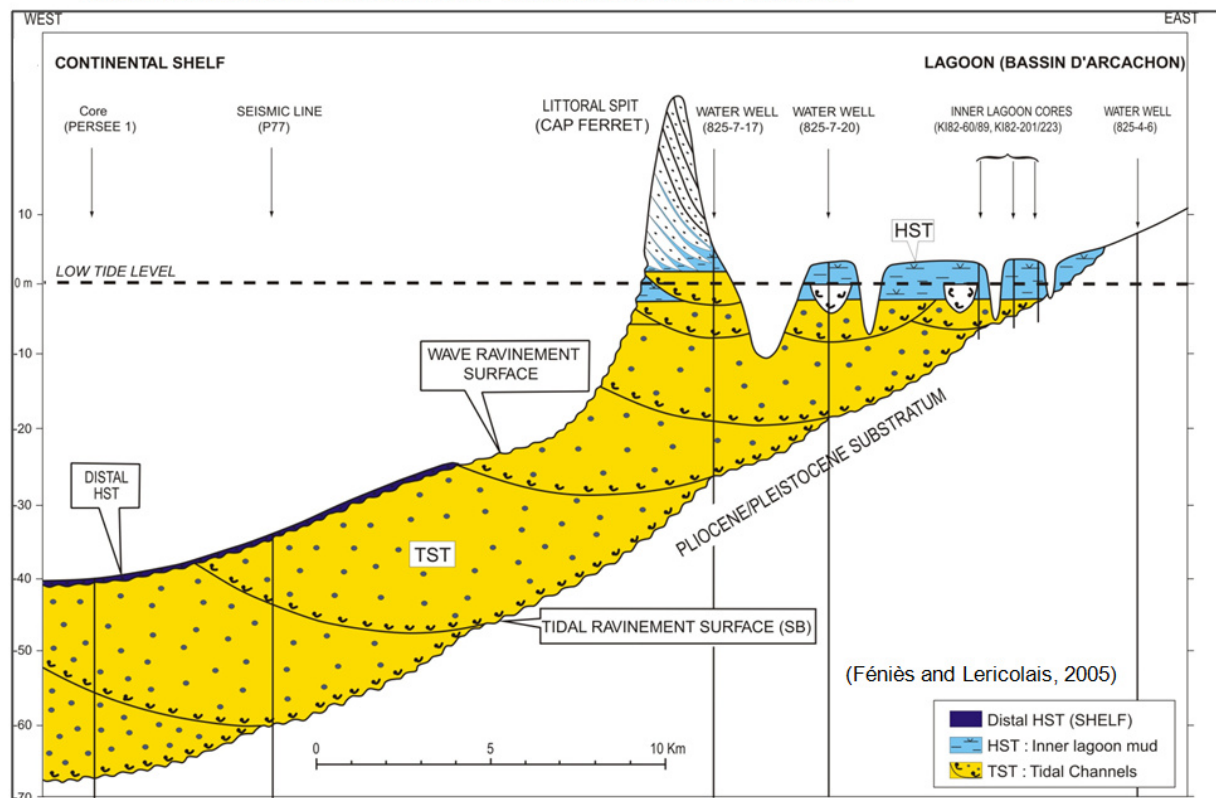 WEST
EAST
CONTINENTAL SHELF
LAGOON (BASSIN D'ARCACHON)
Core
(PERSEE 1)
SEISMIC LINE
(P77)
LITTORAL SPIT
(CAP FERRET)
WATER WELL
(825-7-17)
WATER WELL
(825-7-20)
INNER LAGOON CORES
(KI82-60/89, KI82-201/223)
WATER WELL
(825-4-6)
10
HST
LOW TIDE LEVEL
0 m
-10
WAVE RAVINEMENT
SURFACE
-20
DISTAL
HST
PLIOCENE/PLEISTOCENE SUBSTRATUM
-30
TST
-40
TIDAL RAVINEMENT SURFACE (SB)
-50
(Féniès and Lericolais, 2005)
-60
Distal HST (SHELF)
HST : Inner lagoon mud
TST : Tidal Channels
0
5
10 Km
-70